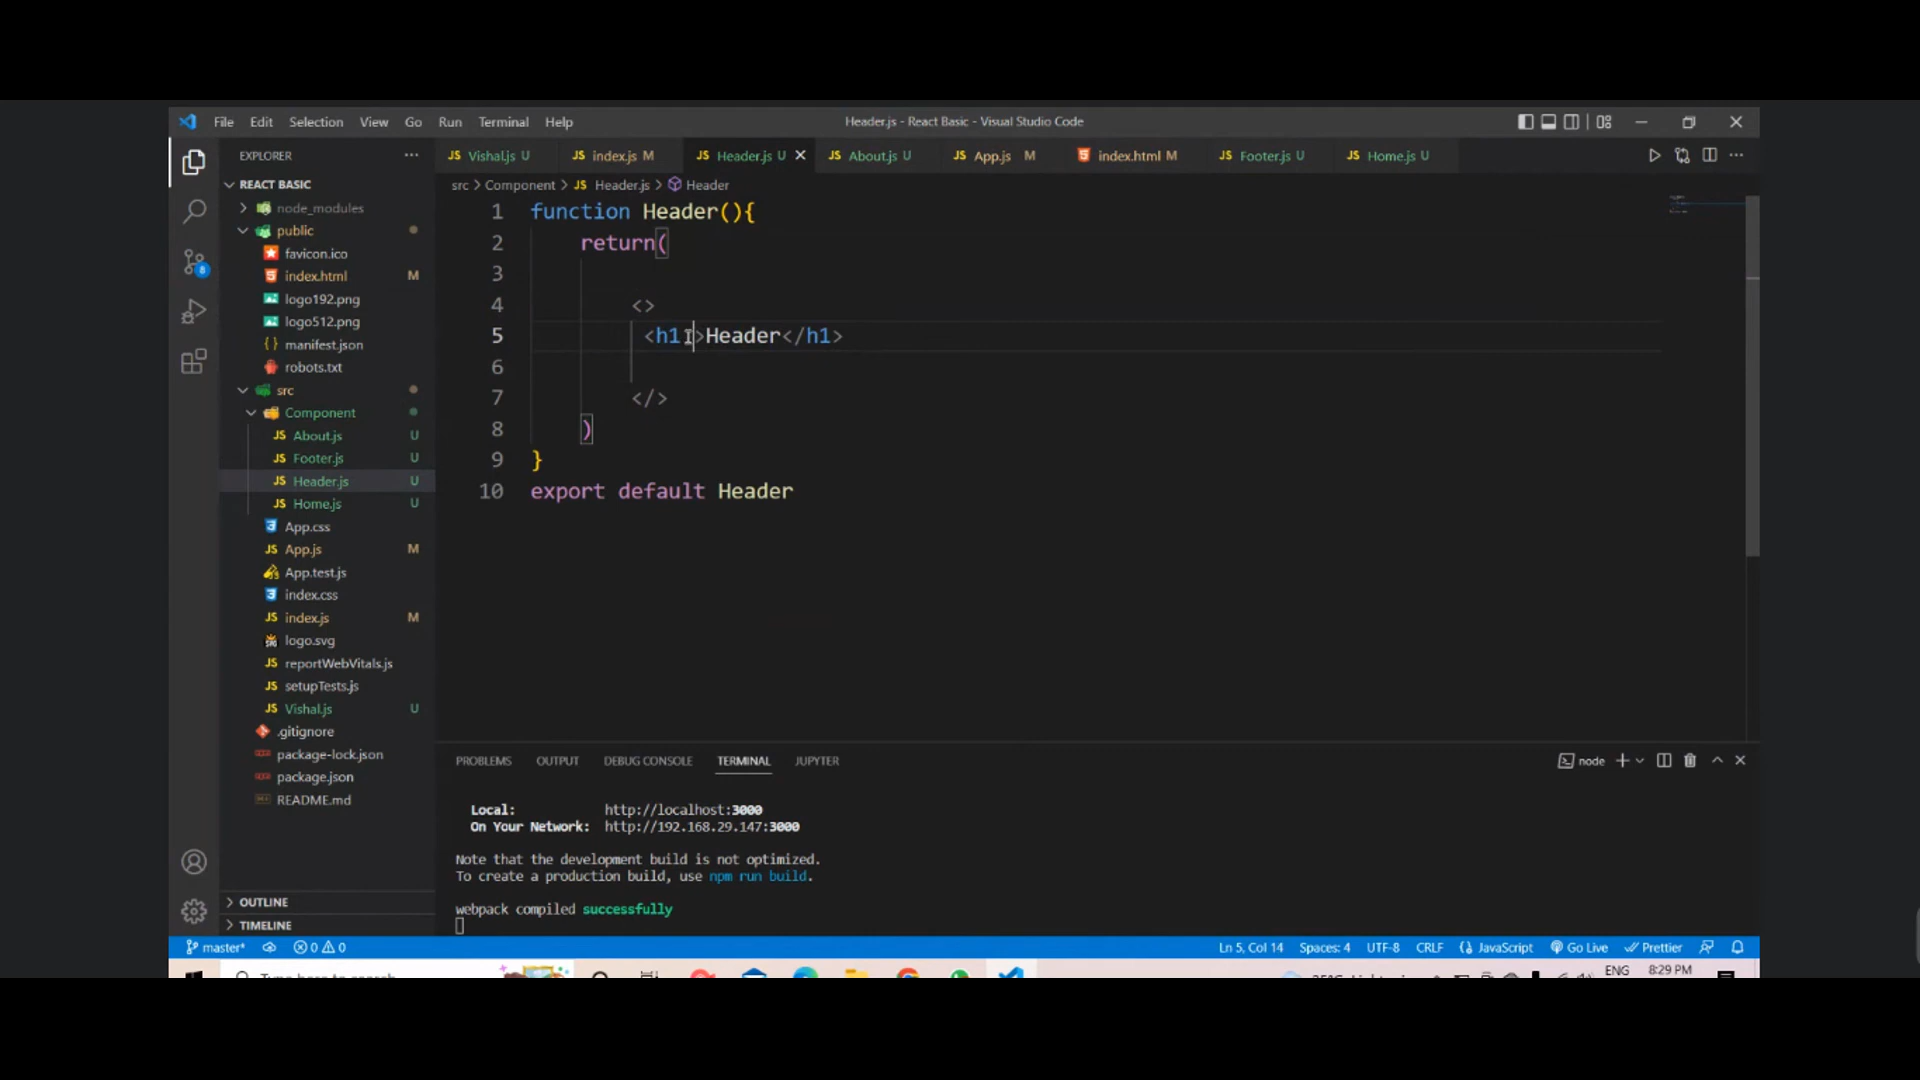 File Edit Selection View Go Run Terminal Help
Header.js - React Basic - Visual Studio Code
EXPLORER
REACT BASIC
node_modules
public
favicon.ico
index.html M
logo192.png
logo512.png
manifest.json
robots.txt
src
Component
About.js U
Footer.js U
Header.js U
Home.js U
App.css
App.js M
App.test.js
index.css
index.js M
logo.svg
reportWebVitals.js
setupTests.js
Vishal.js U
.gitignore
package-lock.json
package.json
README.md
OUTLINE
TIMELINE
JS Vishal.js U JS index.js M JS Header.js U JS About.js U JS App.js M index.html M JS Footer.js U JS Home.js U
src > Component > JS Header.js > Header
1 function Header(){
2 return(
3
4 <>
5 <h1 >Header</h1>
6
7 </>
8 )
9 }
10 export default Header
PROBLEMS OUTPUT DEBUG CONSOLE TERMINAL JUPYTER
node
Local: http://localhost:3000
On Your Network: http://192.168.29.147:3000
Note that the development build is not optimized.
To create a production build, use npm run build.
webpack compiled successfully
master* 0 0 Ln 5, Col 14 Spaces: 4 UTF-8 CRLF JavaScript Go Live Prettier
ENG 8:29 PM